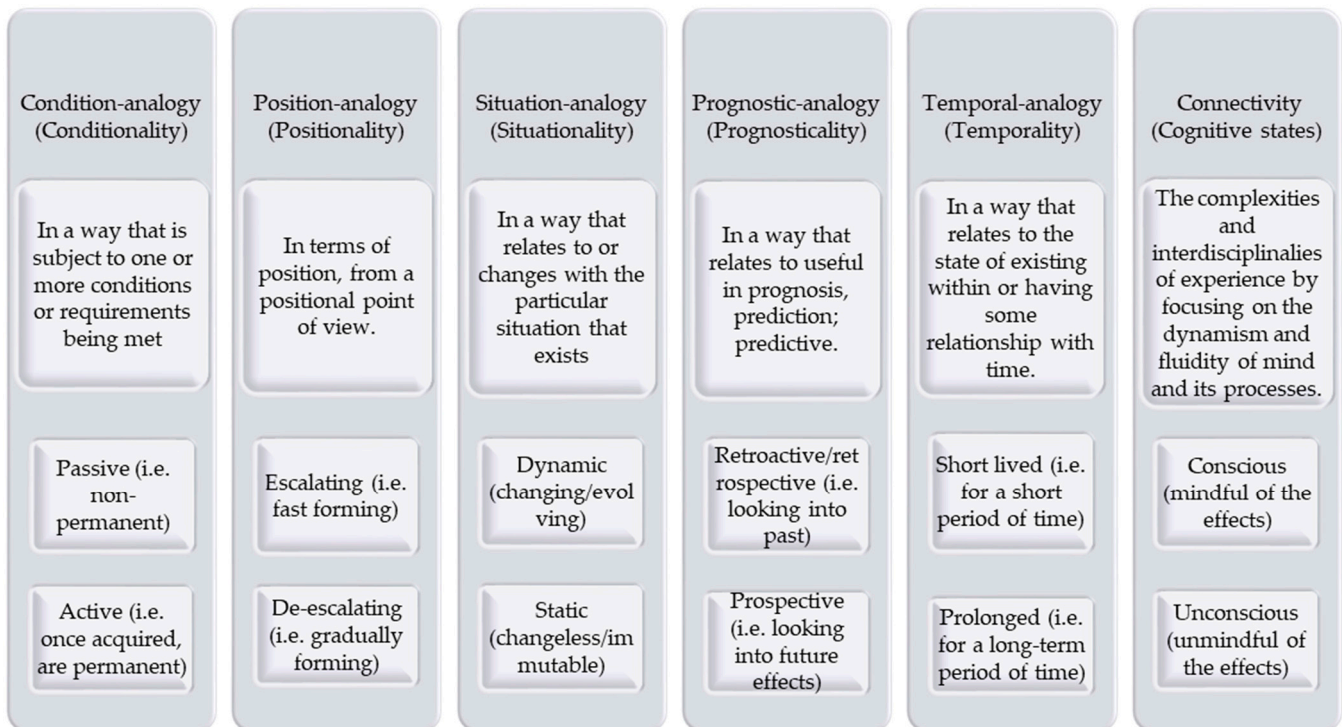 Condition-analogy
(Conditionality)
In a way that is
subject to one or
more conditions
or requirements
being met
Passive (i.e.
non-
permanent)
Active (i.e.
once acquired,
are permanent)
Position-analogy
(Positionality)
In terms of
position, from a
positional point
of view.
Escalating (i.e.
fast forming)
De-escalating
(i.e. gradually
forming)
Situation-analogy
(Situationality)
In a way that
relates to or
changes with the
particular
situation that
exists
Dynamic
(changing/evol
ving)
Static
(changeless/im
mutable)
Prognostic-analogy
(Prognosticality)
In a way that
relates to useful
in prognosis,
prediction;
predictive.
Retroactive/ret
rospective (i.e.
looking into
past)
Prospective
(i.e. looking
into future
effects)
Temporal-analogy
(Temporality)
In a way that
relates to the
state of existing
within or having
some
relationship with
time.
Short lived (i.e.
for a short
period of time)
Prolonged (i.e.
for a long-term
period of time)
Connectivity
(Cognitive states)
The complexities
and
interdisciplinalies
of experience by
focusing on the
dynamism and
fluidity of mind
and its processes.
Conscious
(mindful of the
effects)
Unconscious
(unmindful of
the effects)